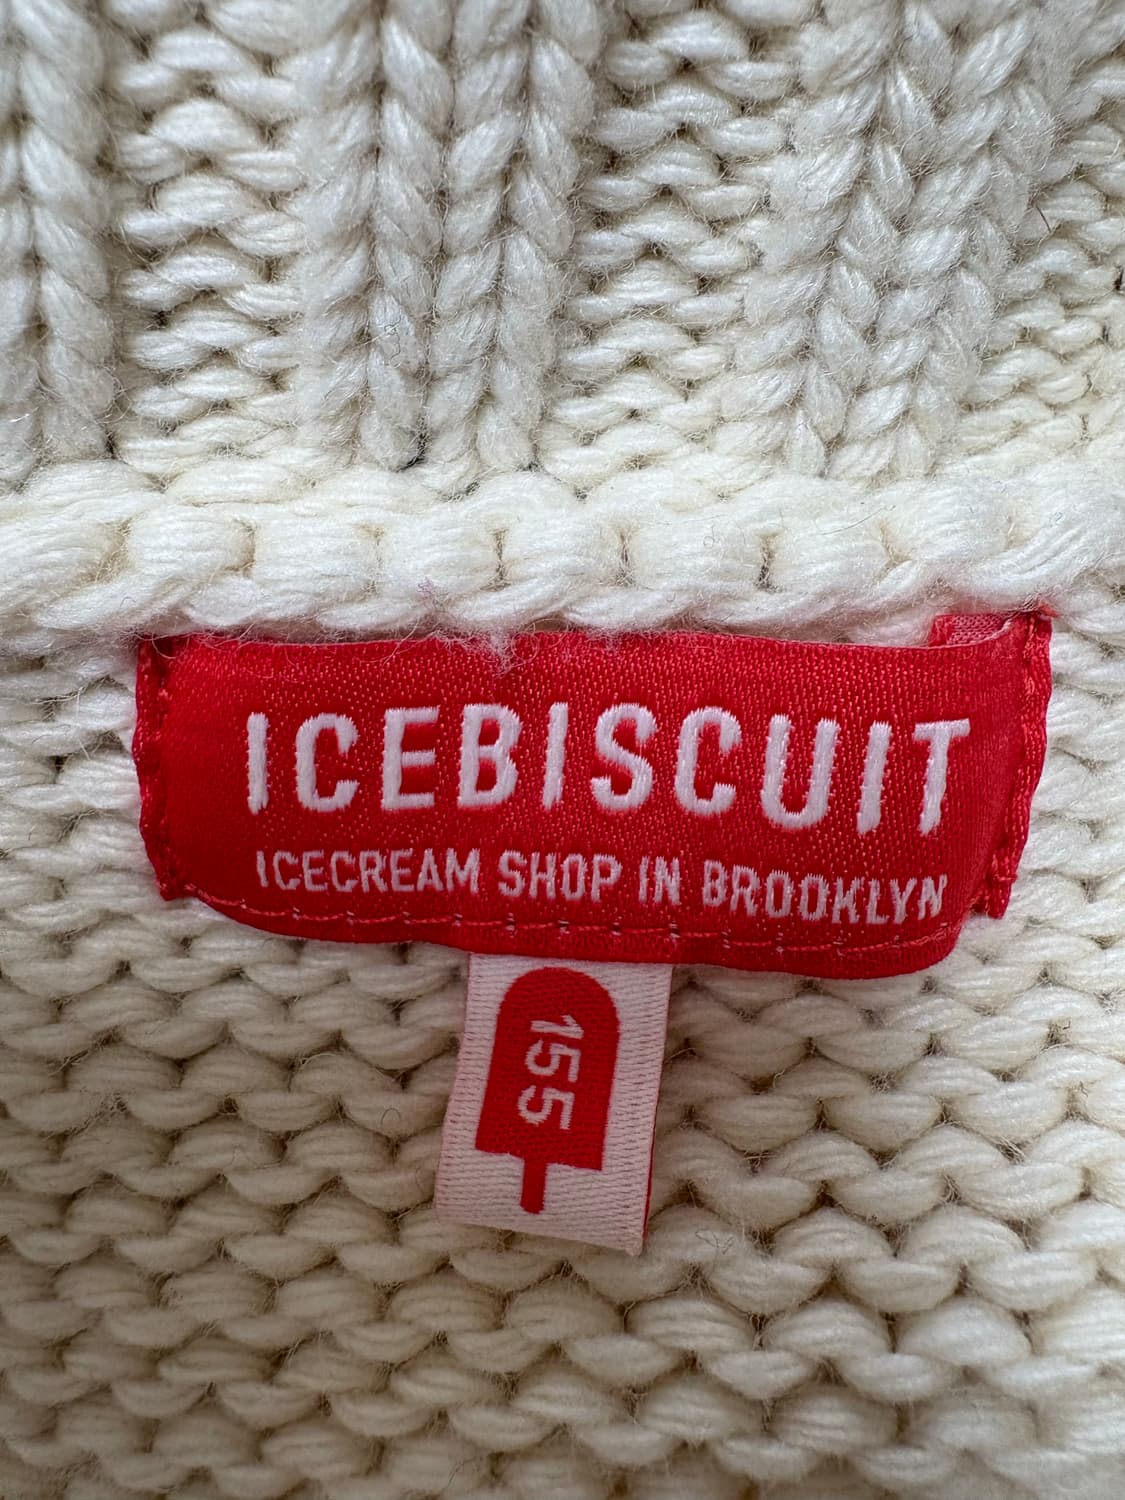 ICEBISCUIT
ICECREAM SHOP IN BROOKLYN
155